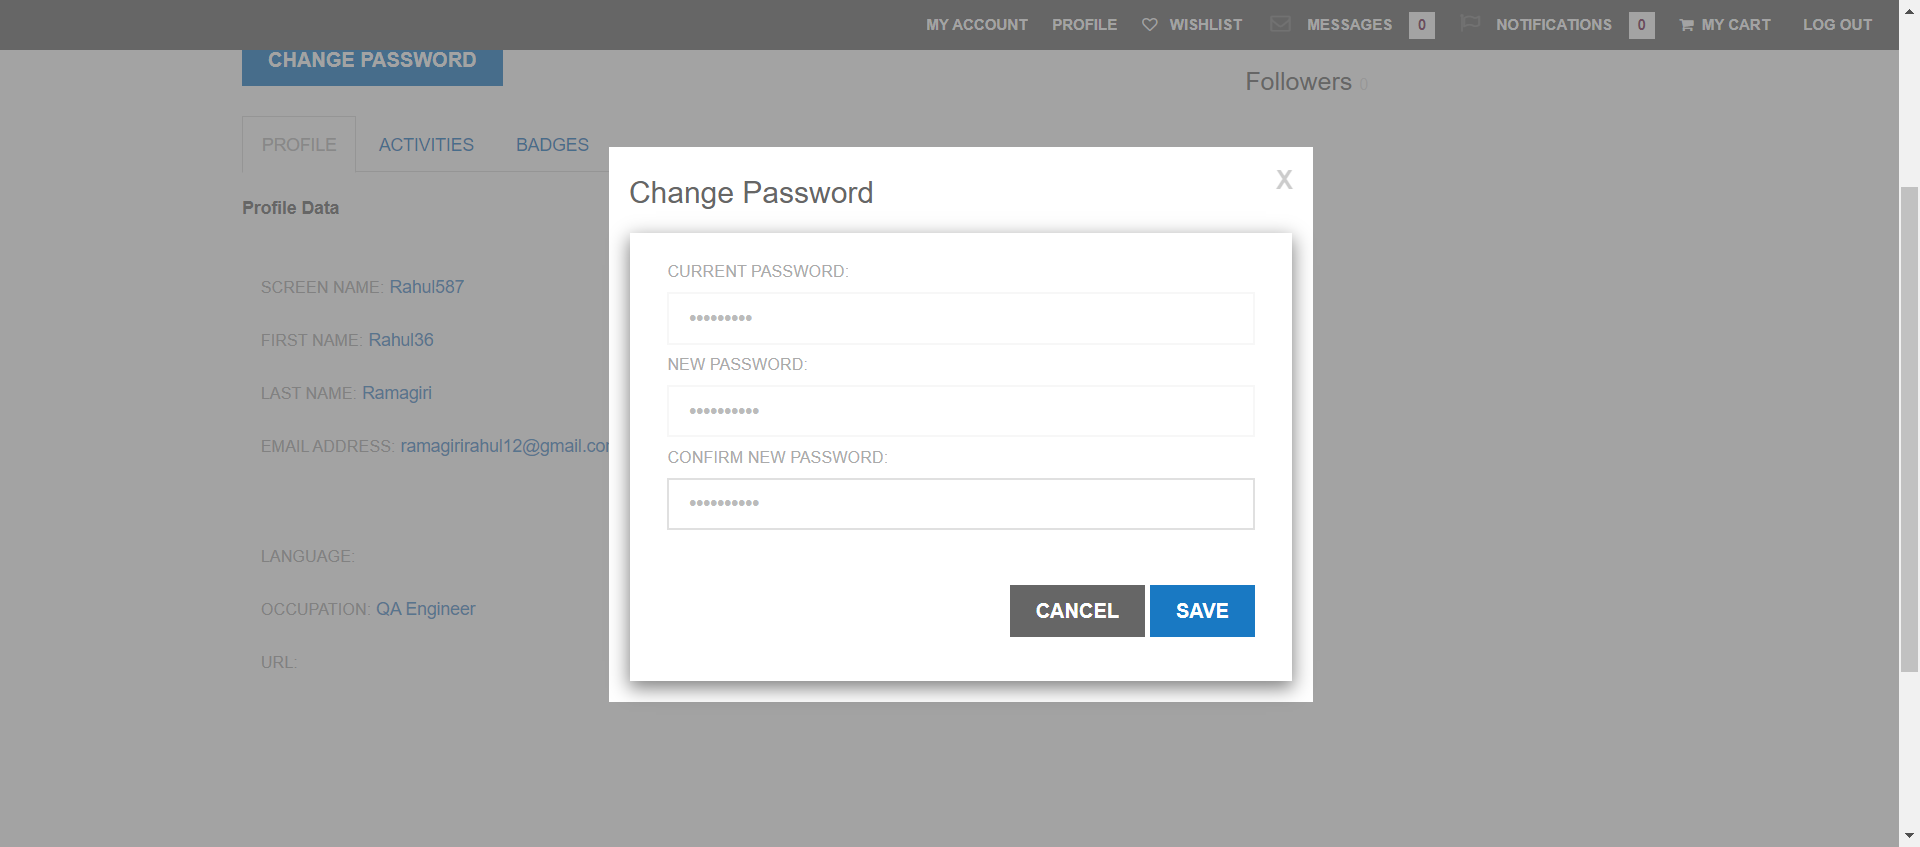 MY ACCOUNT PROFILE WISHLIST MESSAGES 0 NOTIFICATIONS 0 MY CART LOG OUT
CHANGE PASSWORD
Followers 0
PROFILE ACTIVITIES BADGES
Profile Data
SCREEN NAME: Rahul587
FIRST NAME: Rahul36
LAST NAME: Ramagiri
EMAIL ADDRESS: ramagirirahul12@gmail.co
LANGUAGE:
OCCUPATION: QA Engineer
URL:
Change Password
X
CURRENT PASSWORD:
•••••••••
NEW PASSWORD:
••••••••••
CONFIRM NEW PASSWORD:
••••••••••
CANCEL SAVE